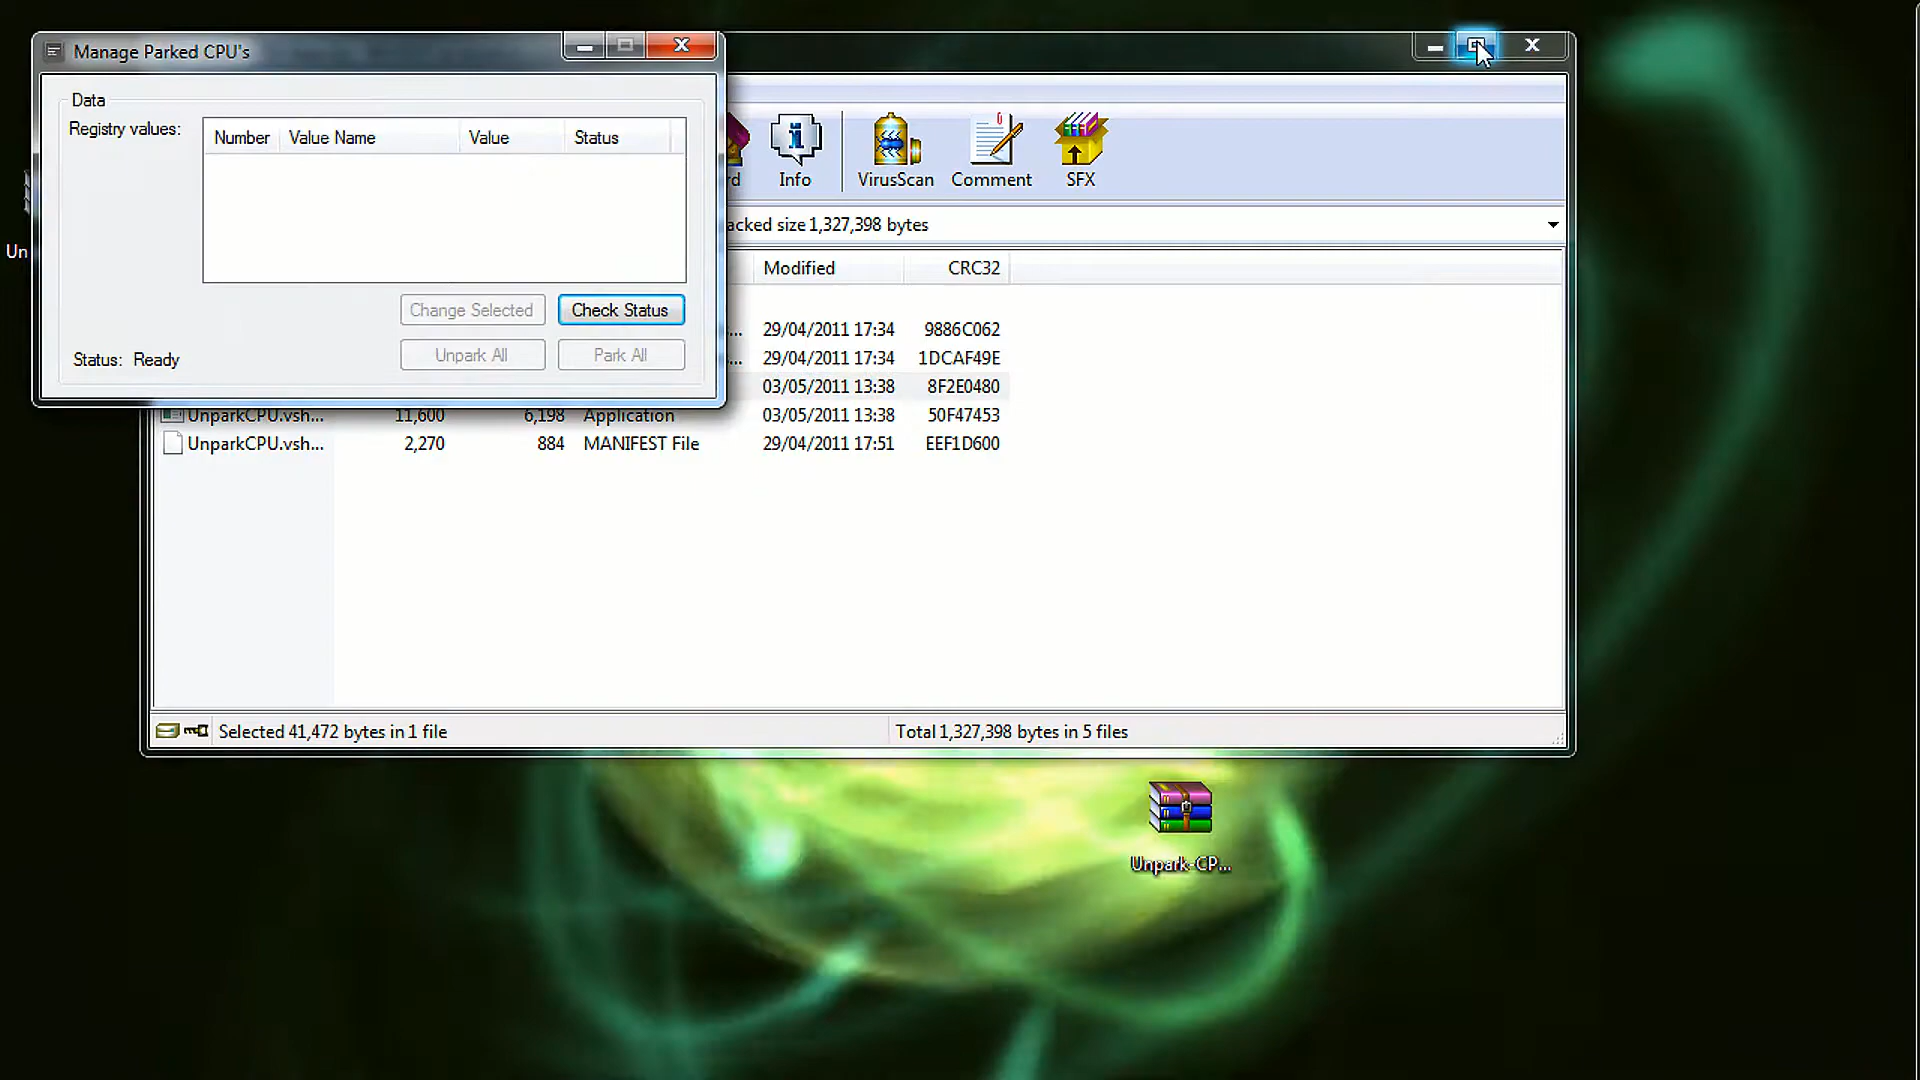 Manage Parked CPU's
Data
Registry values:
Number Value Name Value Status
Change Selected Check Status
Unpark All Park All
Status: Ready
Info VirusScan Comment SFX
acked size 1,327,398 bytes
Modified CRC32
29/04/2011 17:34 9886C062
29/04/2011 17:34 1DCAF49E
03/05/2011 13:38 8F2E0480
UnparkCPU.vsh... 11,600 6,198 Application 03/05/2011 13:38 50F47453
UnparkCPU.vsh... 2,270 884 MANIFEST File 29/04/2011 17:51 EEF1D600
Selected 41,472 bytes in 1 file Total 1,327,398 bytes in 5 files
Un
Unpark-CP...